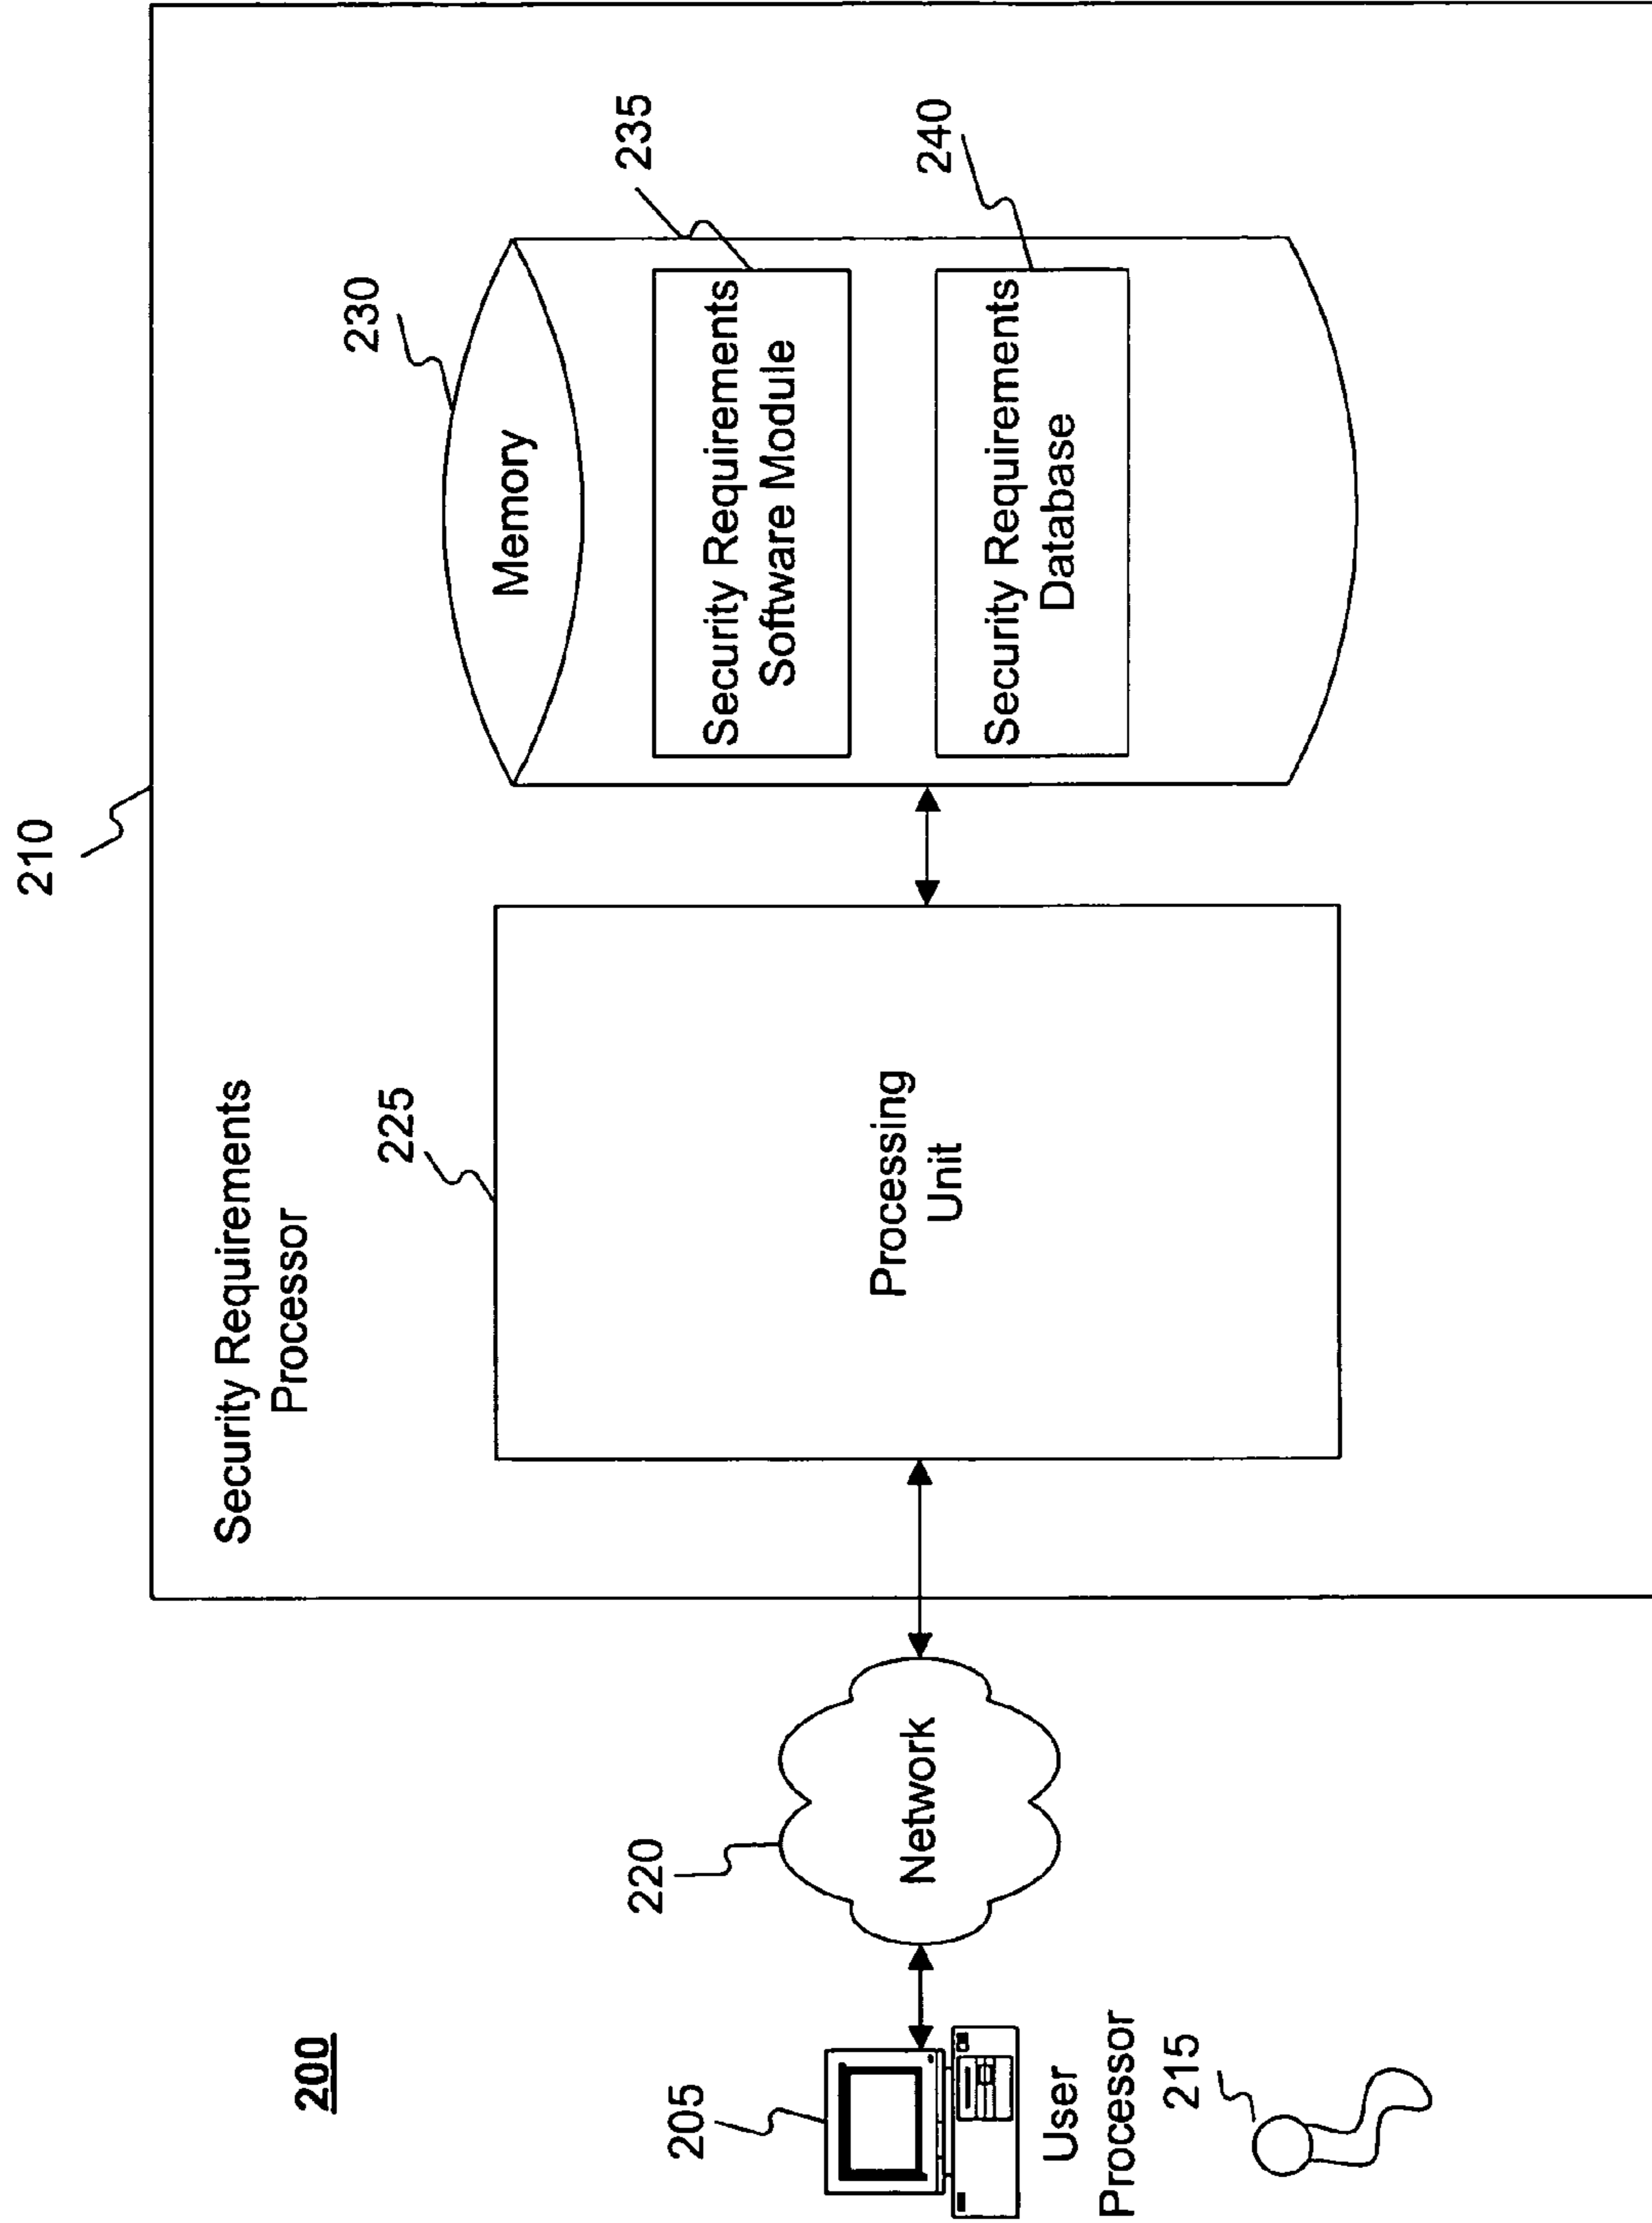 210
Security Requirements
Processor
230
Memory
235
Security Requirements
Software Module
240
Security Requirements
Database
225
Processing
Unit
200
220
Network
205
User
Processor
215